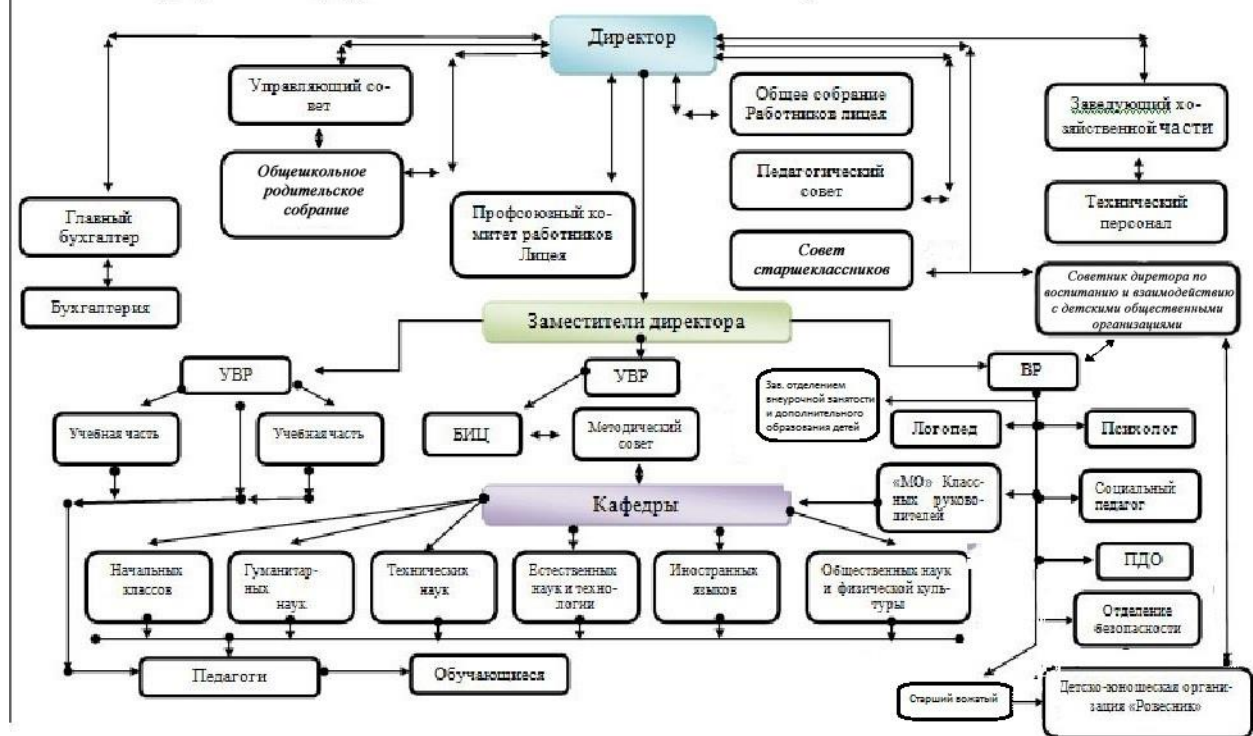 Директор
Управляющий со-
вет
Общее собрание
Работников лицея
Заведующий хо-
зяйственной части
Общешкольное
родительское
собрание
Педагогический
совет
Технический
персонал
Главный
бухгалтер
Профсоюзный ко-
митет работников
Лицея
Совет
старшеклассников
Советник диретора по
воспитанию и взаимодействию
с детскими общественными
организациями
Бухгалтерия
Заместители директора
УВР
УВР
ВР
Зав. отделением
внеурочной занятости
и дополнительного
образования детей
Учебная часть
Учебная часть
БИЦ
Методический
совет
Логопед
Психолог
«МО» Класс-
ных руково-
дителей
Социальный
педагог
Кафедры
Начальных
классов
Гуманитар-
ных
наук
Технических
наук
Естественных
наук и техно-
логии
Иностранных
языков
Общественных наук
и физической куль-
туры
ПДО
Отделение
безопасности
Педагоги
Обучающиеся
Старший вожатый
Детско-юношеская органи-
зация «Ровесник»